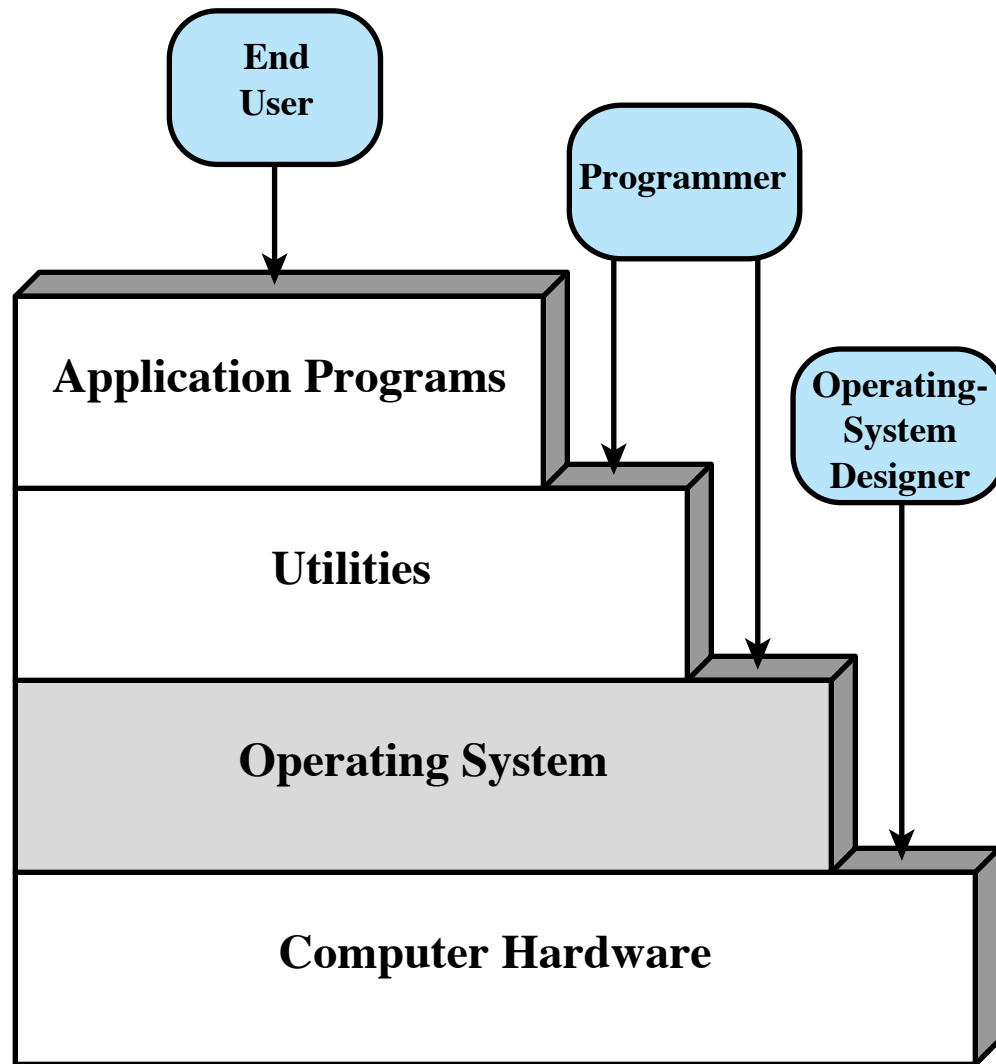 End
User
Programmer
Application Programs
Operating-
System
Designer
Utilities
Operating System
Computer Hardware